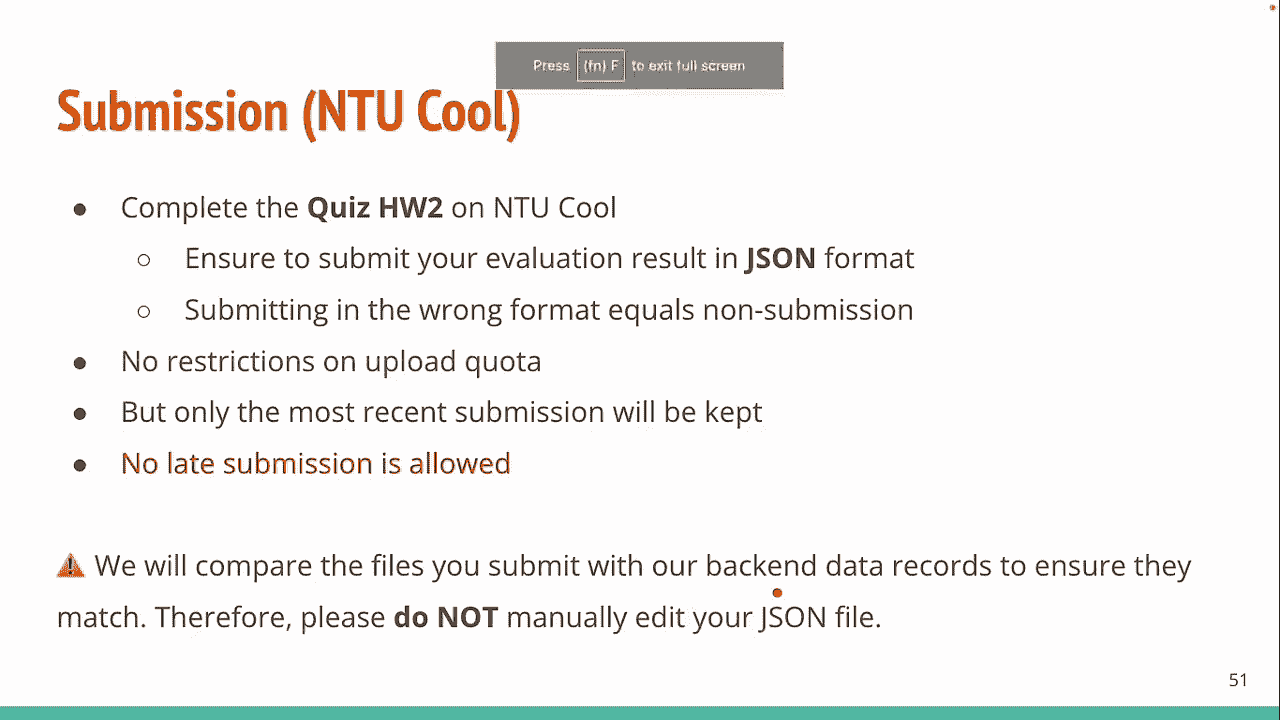 Press (fn) F to exit full screen
Submission (NTU Cool)
● Complete the Quiz HW2 on NTU Cool
○ Ensure to submit your evaluation result in JSON format
○ Submitting in the wrong format equals non-submission
● No restrictions on upload quota
● But only the most recent submission will be kept
● No late submission is allowed
⚠ We will compare the files you submit with our backend data records to ensure they
match. Therefore, please do NOT manually edit your JSON file.
51